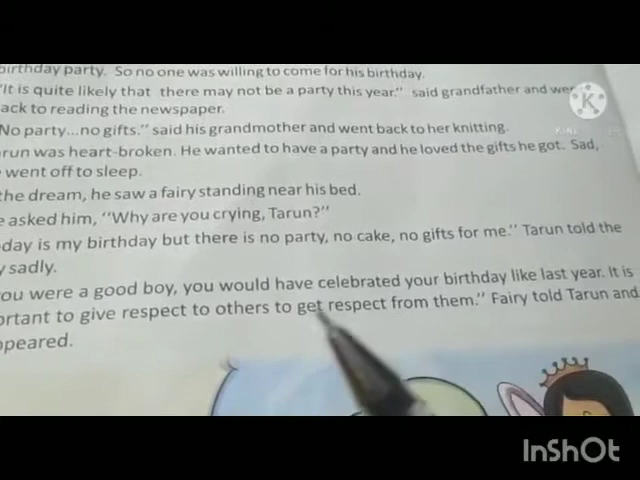 birthday party. So no one was willing to come for his birthday.
"It is quite likely that there may not be a party this year." said grandfather and we
ack to reading the newspaper.
No party...no gifts." said his grandmother and went back to her knitting.
run was heart-broken. He wanted to have a party and he loved the gifts he got. Sad,
went off to sleep.
the dream, he saw a fairy standing near his bed.
e asked him, "Why are you crying, Tarun?"
day is my birthday but there is no party, no cake, no gifts for me." Tarun told the
y sadly.
ou were a good boy, you would have celebrated your birthday like last year. It is
ortant to give respect to others to get respect from them." Fairy told Tarun and
ppeared.
K
InShOt